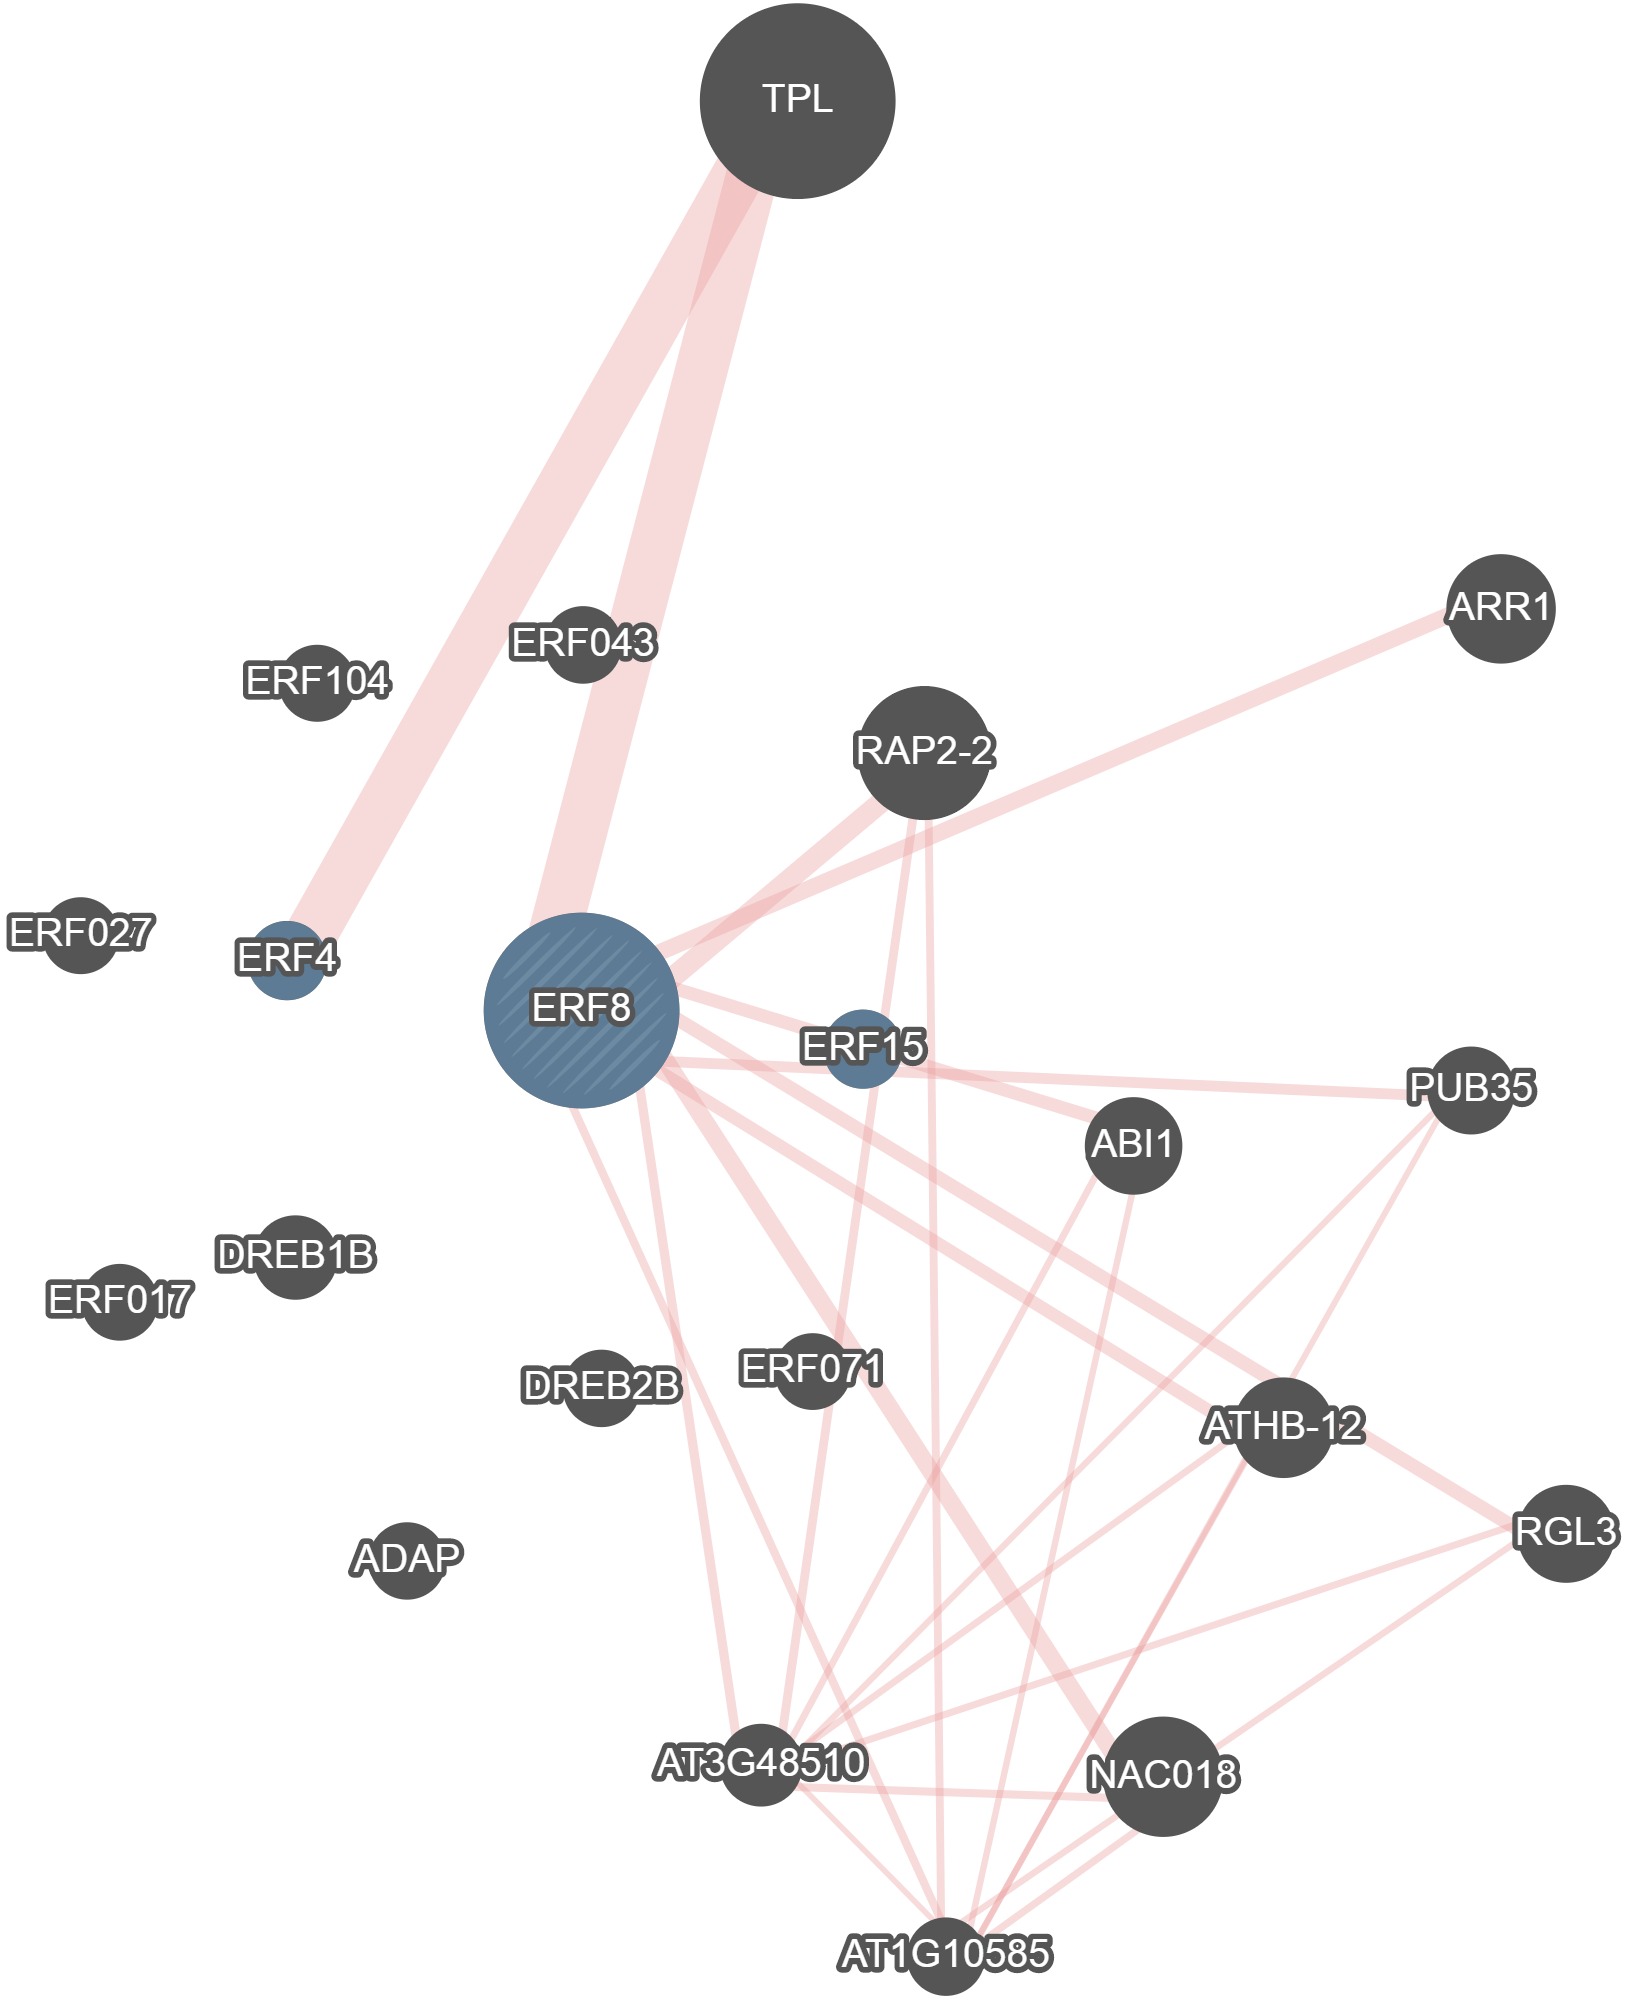 TPL
ARR1
ERF043
ERF104
RAP2-2
ERF027
ERF4
ERF8
ERF15
PUB35
ABI1
DREB1B
ERF017
ERF071
DREB2B
ATHB-12
RGL3
ADAP
AT3G48510
NAC018
AT1G10585